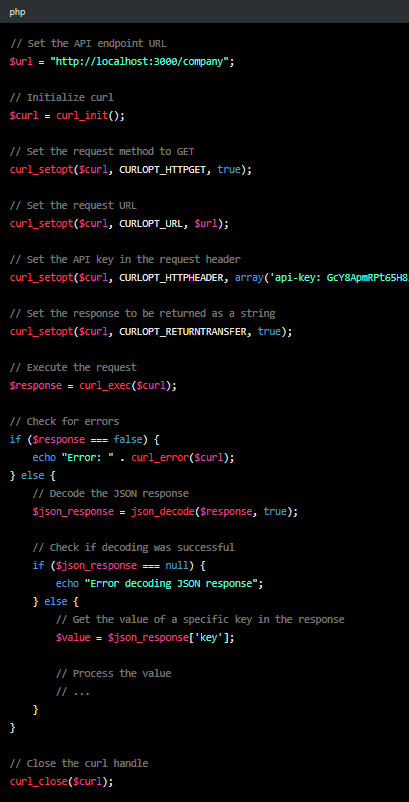 php
// Set the API endpoint URL
$url = "http://localhost:3000/company";
// Initialize curl
$curl = curl_init();
// Set the request method to GET
curl_setopt($curl, CURLOPT_HTTPGET, true);
// Set the request URL
curl_setopt($curl, CURLOPT_URL, $url);
// Set the API key in the request header
curl_setopt($curl, CURLOPT_HTTPHEADER, array('api-key: GcY8ApmRPt65H8
// Set the response to be returned as a string
curl_setopt($curl, CURLOPT_RETURNTRANSFER, true);
// Execute the request
$response = curl_exec($curl);
// Check for errors
if ($response === false) {
    echo "Error: " . curl_error($curl);
} else {
    // Decode the JSON response
    $json_response = json_decode($response, true);
    // Check if decoding was successful
    if ($json_response === null) {
        echo "Error decoding JSON response";
    } else {
        // Get the value of a specific key in the response
        $value = $json_response['key'];
        // Process the value
        // ...
    }
}
// Close the curl handle
curl_close($curl);